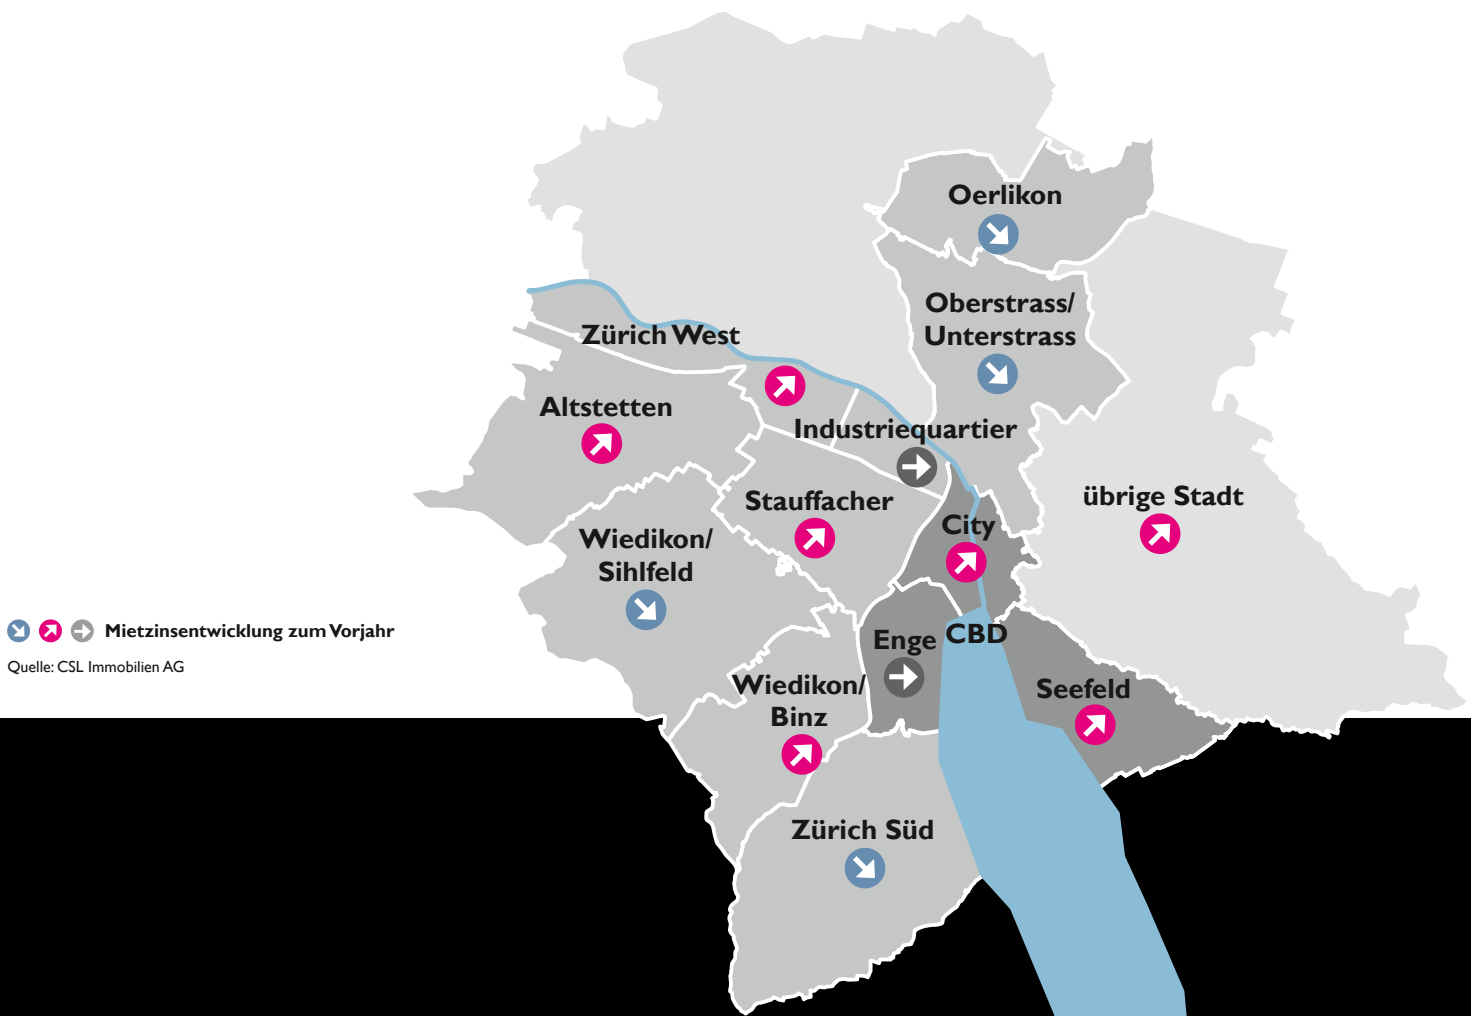 Oerlikon
Oberstrass/
Unterstrass
Zürich West
Altstetten
Industriequartier
Stauffacher
übrige Stadt
City
Wiedikon/
Sihlfeld
Mietzinsentwicklung zum Vorjahr
Quelle: CSL Immobilien AG
Enge
CBD
Wiedikon/
Binz
Seefeld
Zürich Süd